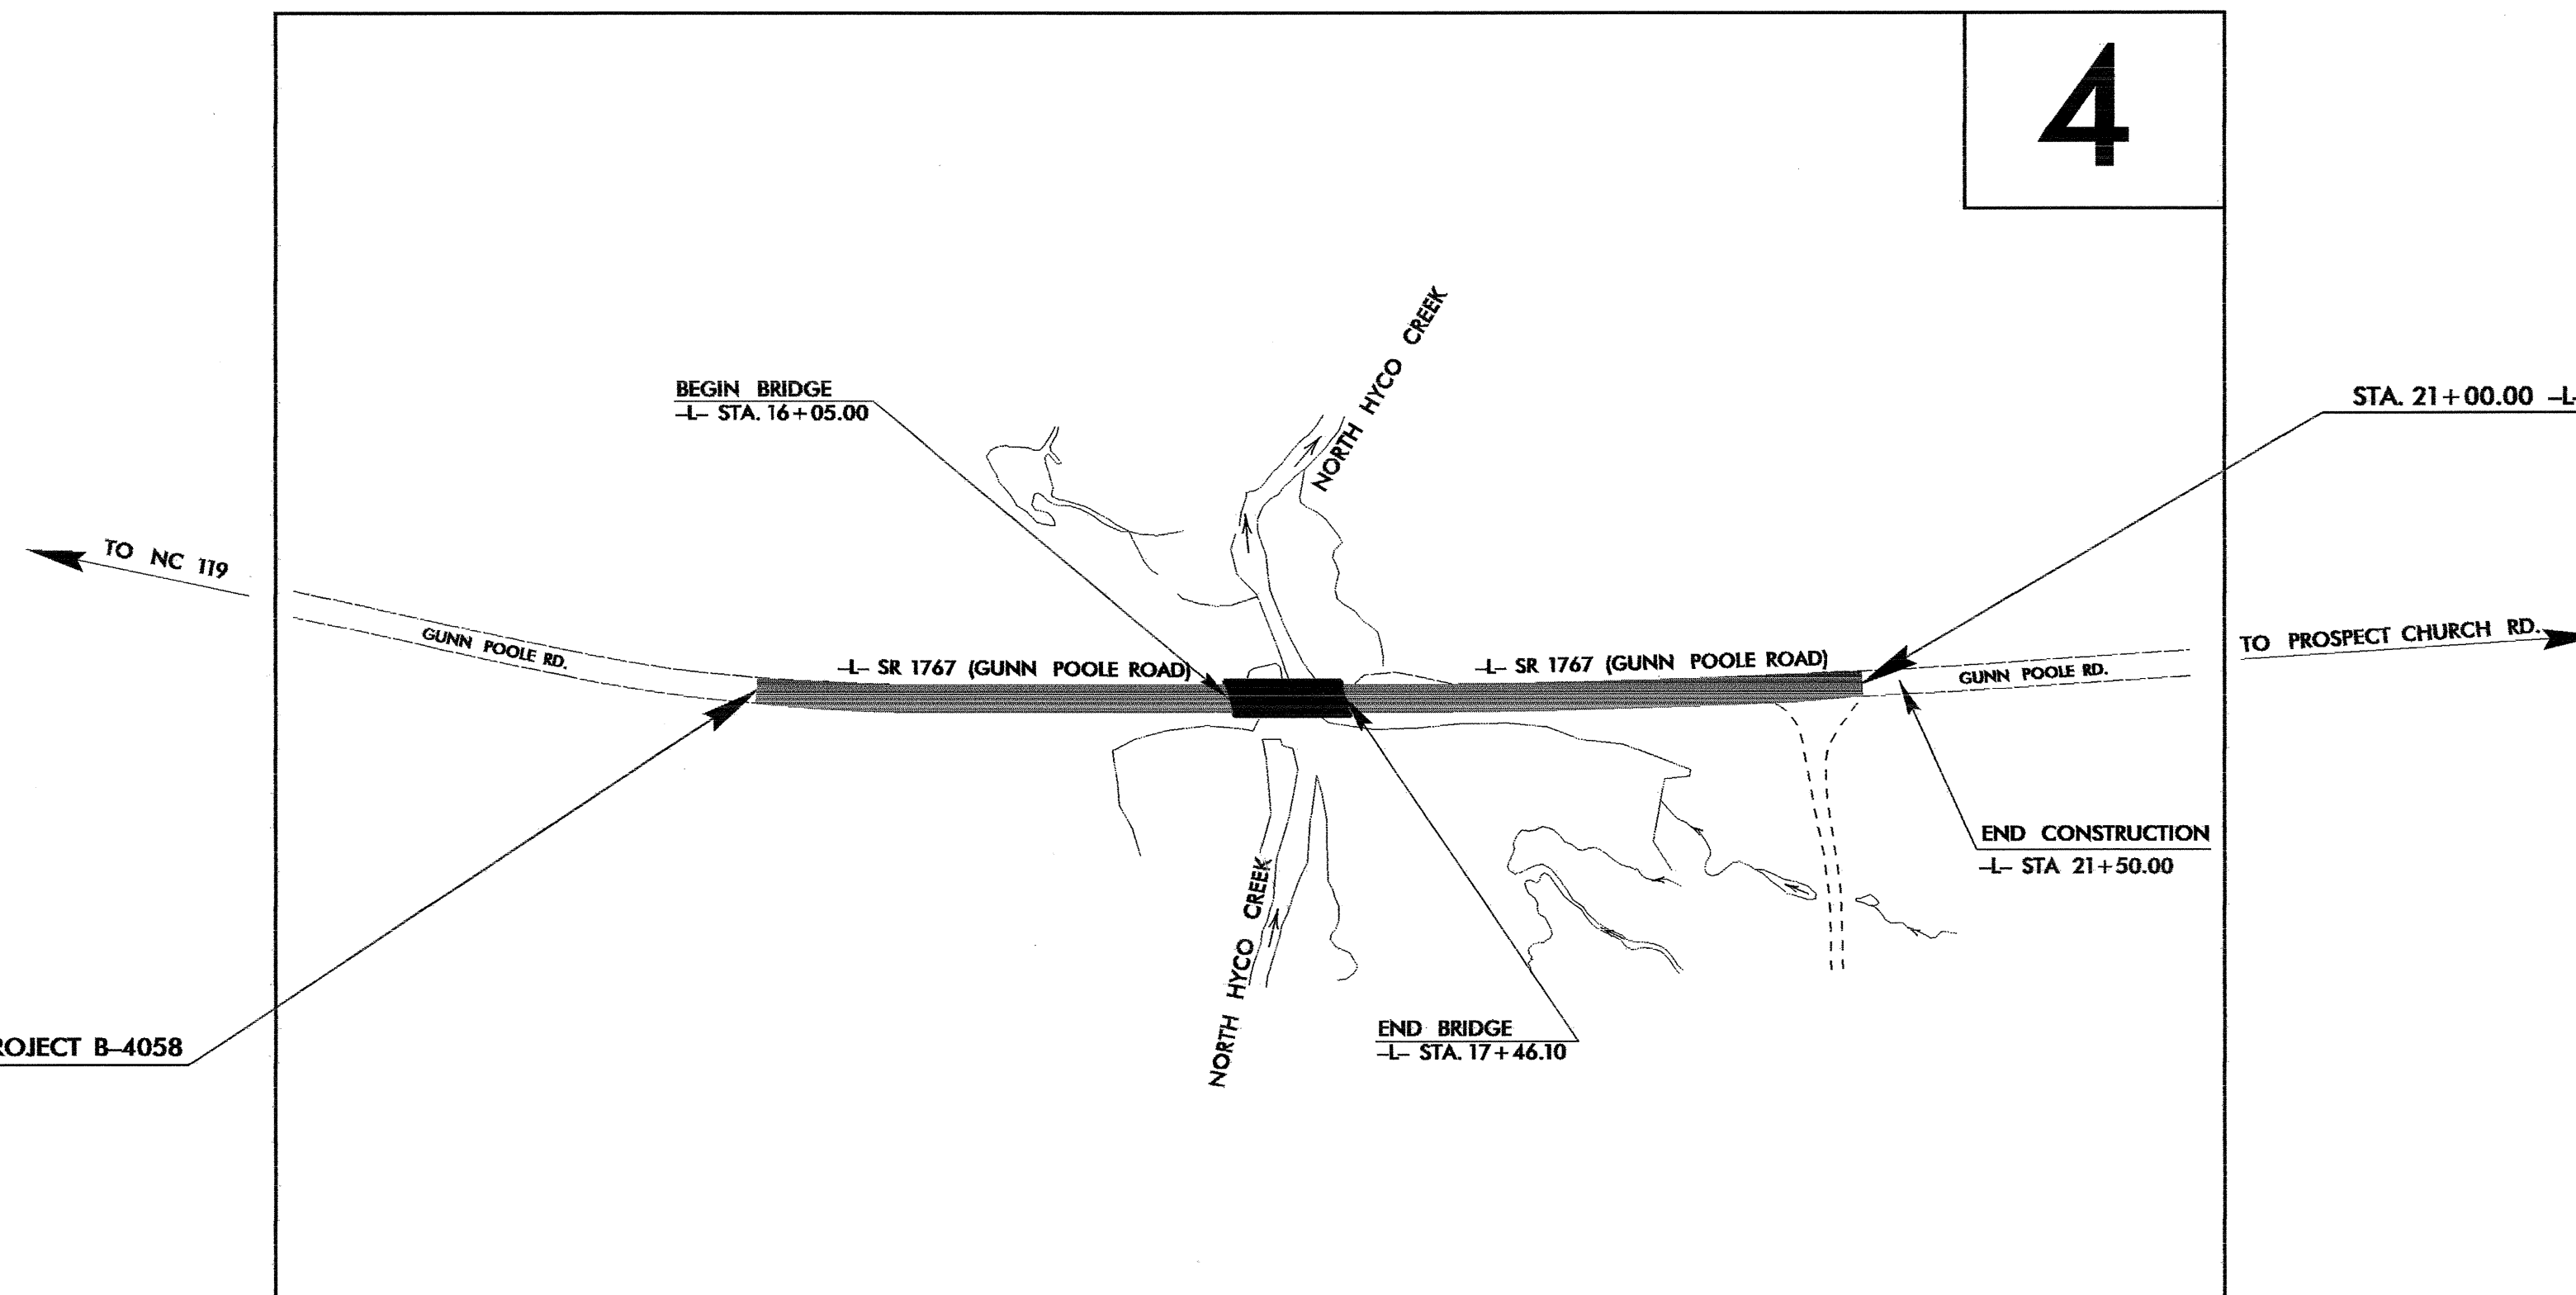 4
NORTH HYCO CREEK
BEGIN BRIDGE
-L- STA. 16+05.00
STA. 21+00.00 -L-
TO NC 119
GUNN POOLE RD.
-L- SR 1767 (GUNN POOLE ROAD)
-L- SR 1767 (GUNN POOLE ROAD)
GUNN POOLE RD.
TO PROSPECT CHURCH RD.
END CONSTRUCTION
-L- STA 21+50.00
NORTH HYCO CREEK
END BRIDGE
-L- STA. 17+46.10
ROJECT B-4058